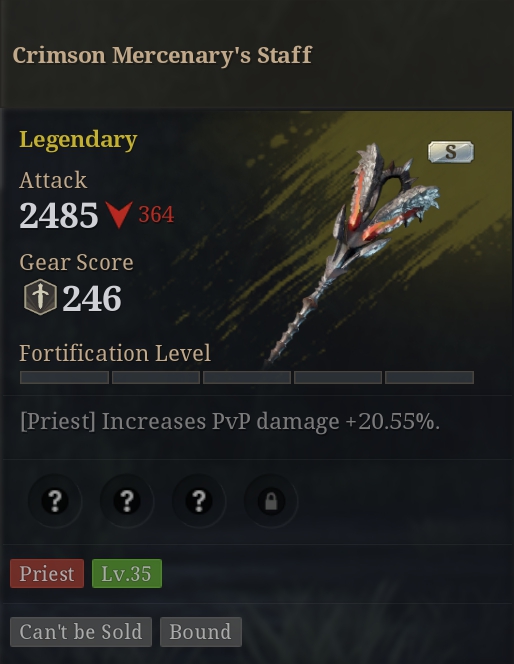 Crimson Mercenary's Staff
Legendary
S
Attack
2485 364
Gear Score
246
Fortification Level
[Priest] Increases PvP damage +20.55%.
? ? ?
Priest Lv.35
Can't be Sold Bound